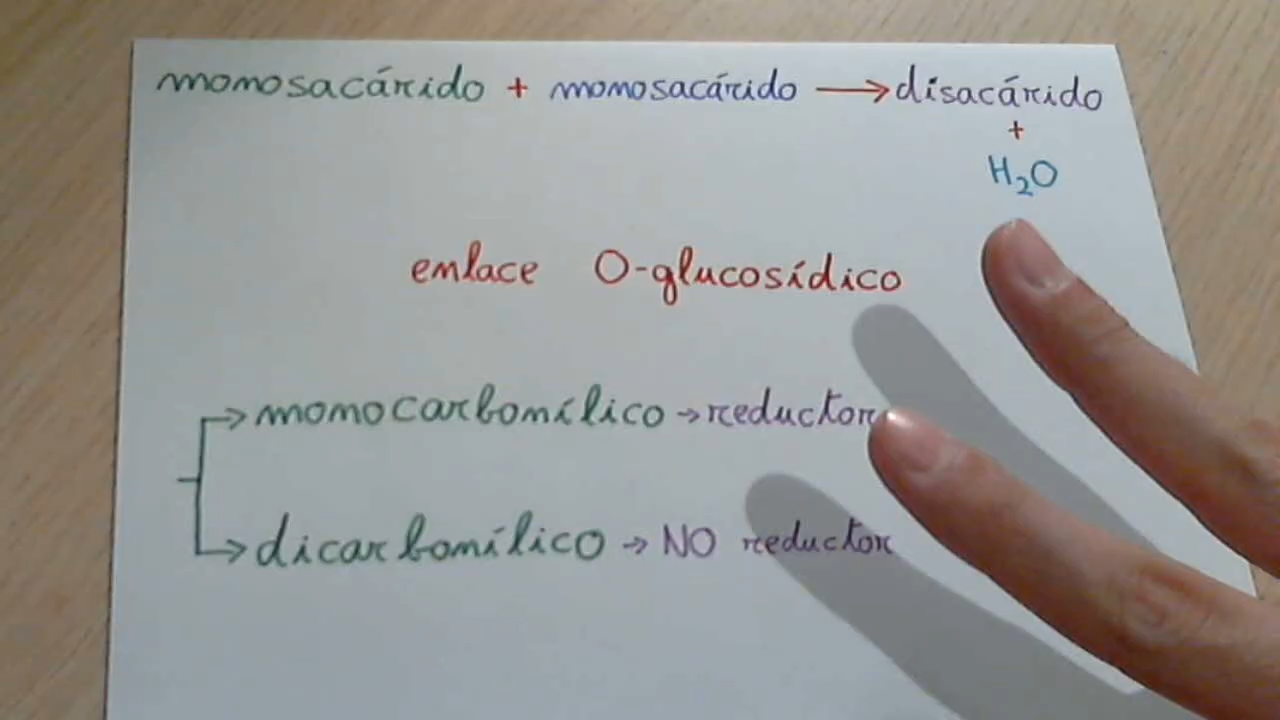 monosacárido + monosacárido → disacárido
+
H₂O
enlace O-glucosídico
→ monocarbonílico → reductor
→ dicarbonílico → NO reductor